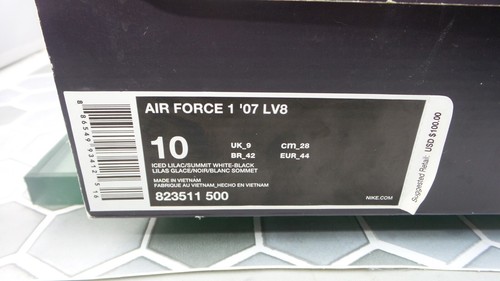 AIR FORCE 1 '07 LV8
10
UK_9 cm_28
BR_42 EUR_44
ICED LILAC/SUMMIT WHITE-BLACK
LILAS GLACE/NOIR/BLANC SOMMET
MADE IN VIETNAM
FABRIQUÉ AU VIETNAM_HECHO EN VIETNAM
823511 500
NIKE.COM
Suggested Retail: USD $100.00